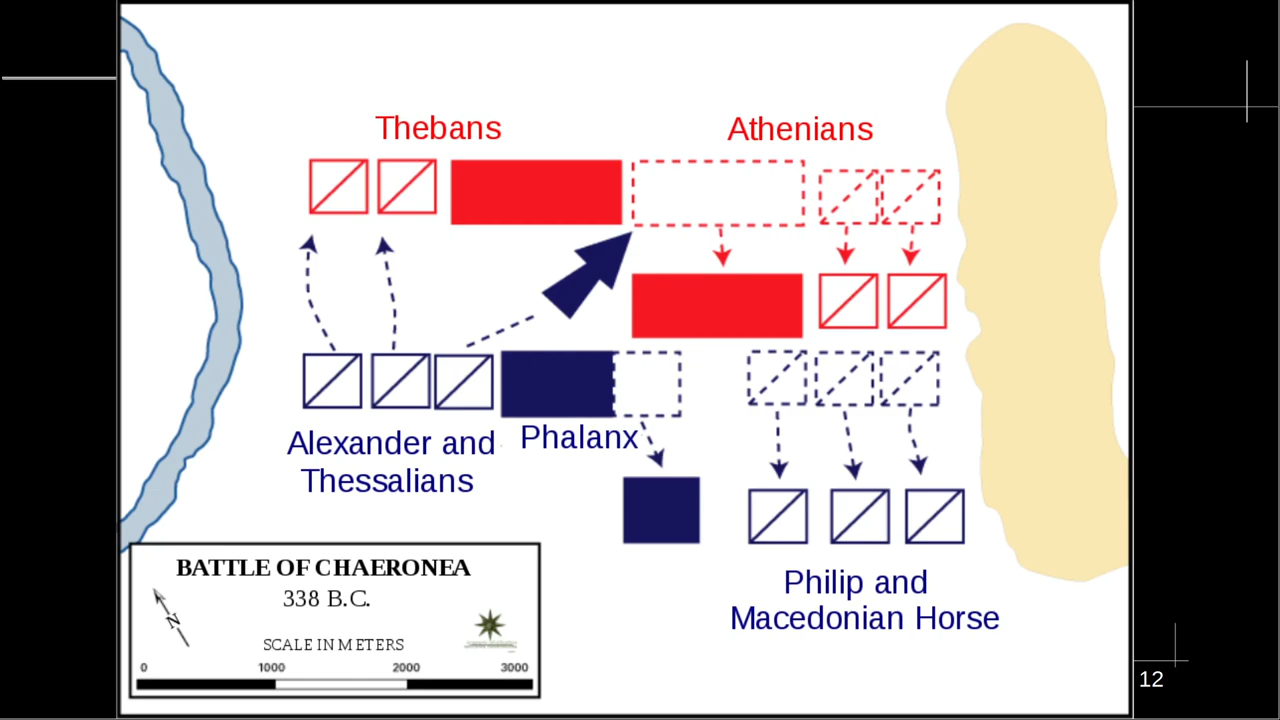 Thebans
Athenians
Alexander and
Thessalians
Phalanx
Philip and
Macedonian Horse
BATTLE OF CHAERONEA
338 B.C.
N
SCALE IN METERS
0 1000 2000 3000
12